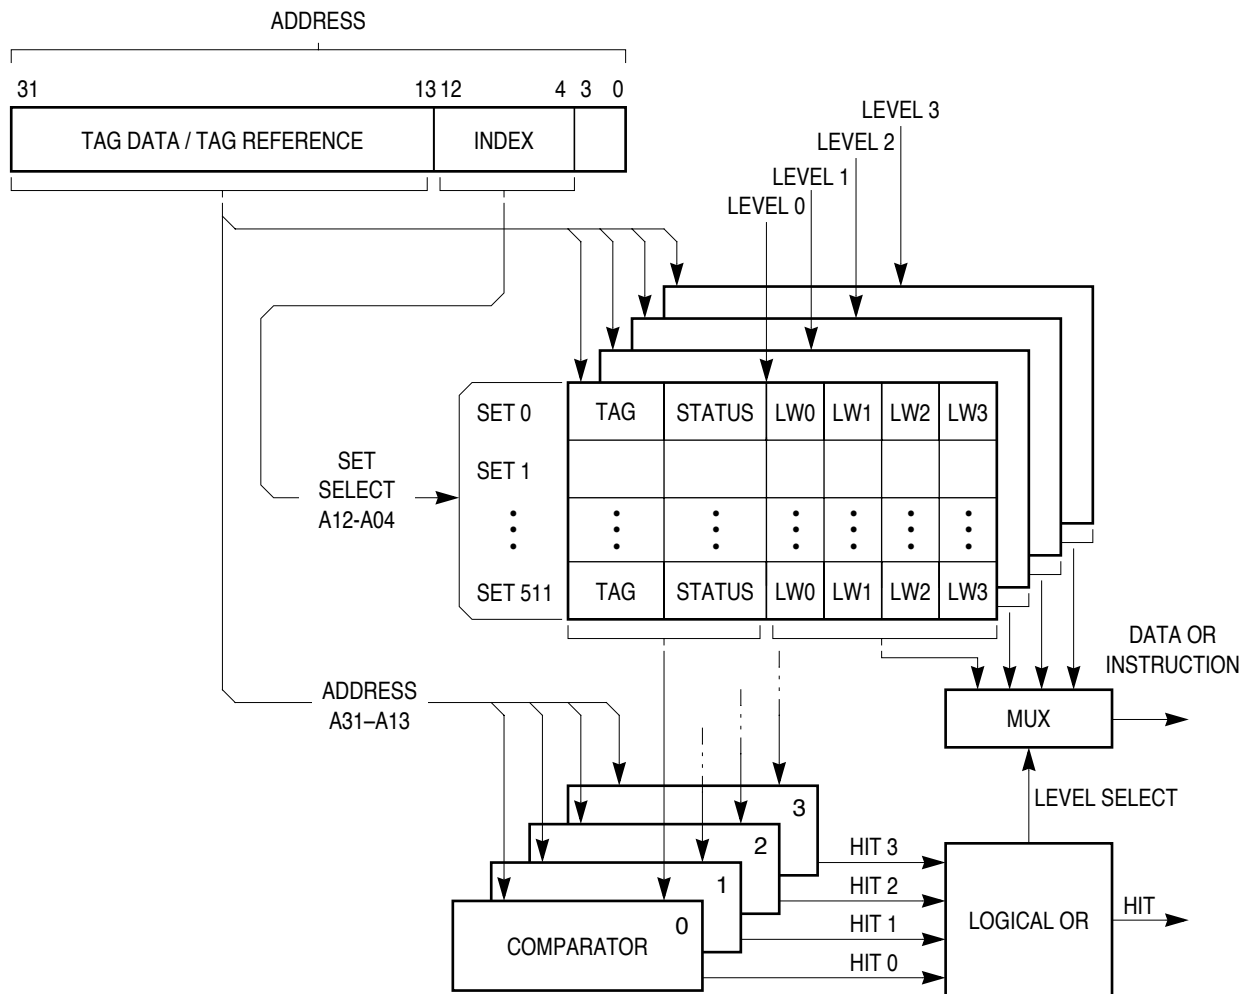 ADDRESS
31 13 12 4 3 0
TAG DATA / TAG REFERENCE INDEX
LEVEL 3
LEVEL 2
LEVEL 1
LEVEL 0
SET 0 TAG STATUS LW0 LW1 LW2 LW3
SET 1
SET
SELECT
A12-A04
SET 511 TAG STATUS LW0 LW1 LW2 LW3
DATA OR
INSTRUCTION
ADDRESS
A31–A13
MUX
LEVEL SELECT
3
2
1
0
COMPARATOR
HIT 3
HIT 2
HIT 1
HIT 0
LOGICAL OR
HIT